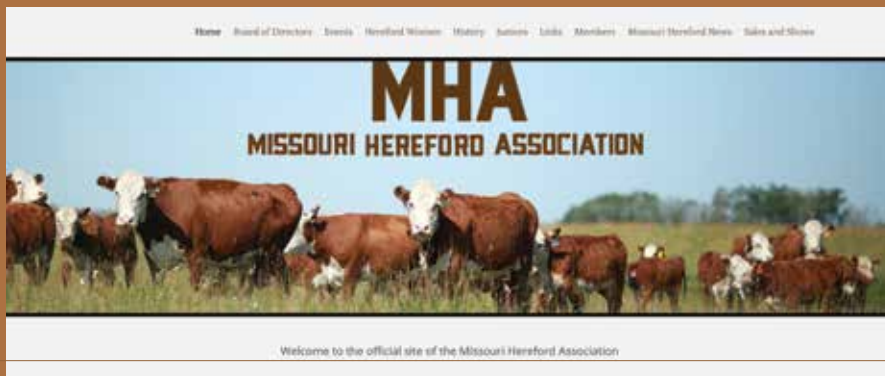 Home Board of Directors Events Hereford Women History Juniors Links Members Missouri Hereford News Sales and Shows
MHA
MISSOURI HEREFORD ASSOCIATION
Welcome to the official site of the Missouri Hereford Association